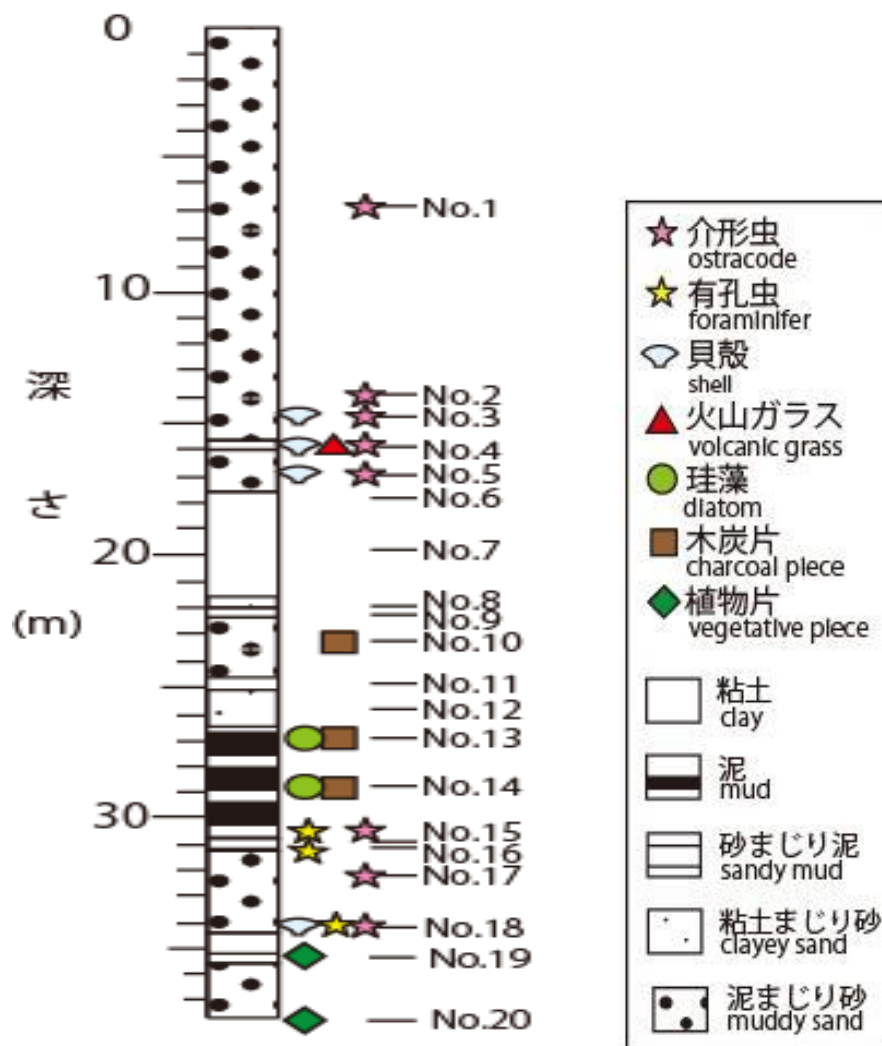 0
No.1
10
深さ(m)
No.2
No.3
No.4
No.5
No.6
20
No.7
No.8
No.9
No.10
No.11
No.12
No.13
No.14
30
No.15
No.16
No.17
No.18
No.19
No.20
介形虫
ostracode
有孔虫
foraminifer
貝殻
shell
火山ガラス
volcanic grass
珪藻
diatom
木炭片
charcoal piece
植物片
vegetative piece
粘土
clay
泥
mud
砂まじり泥
sandy mud
粘土まじり砂
clayey sand
泥まじり砂
muddy sand